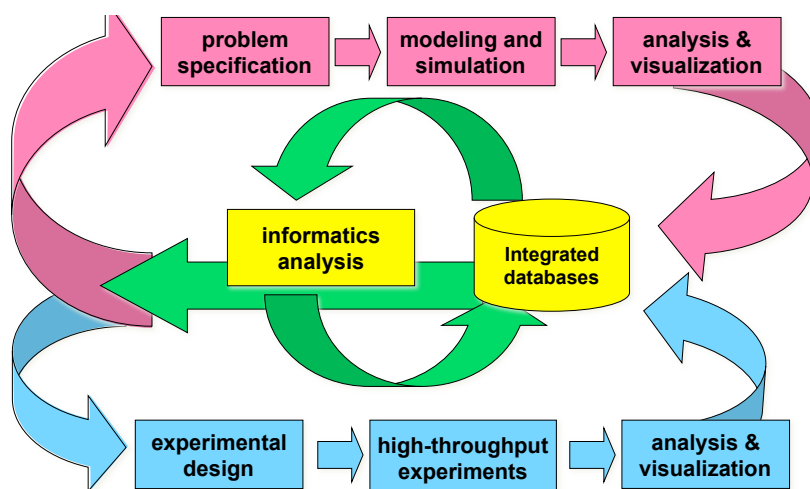 problem
specification
modeling and
simulation
analysis &
visualization
informatics
analysis
Integrated
databases
experimental
design
high-throughput
experiments
analysis &
visualization